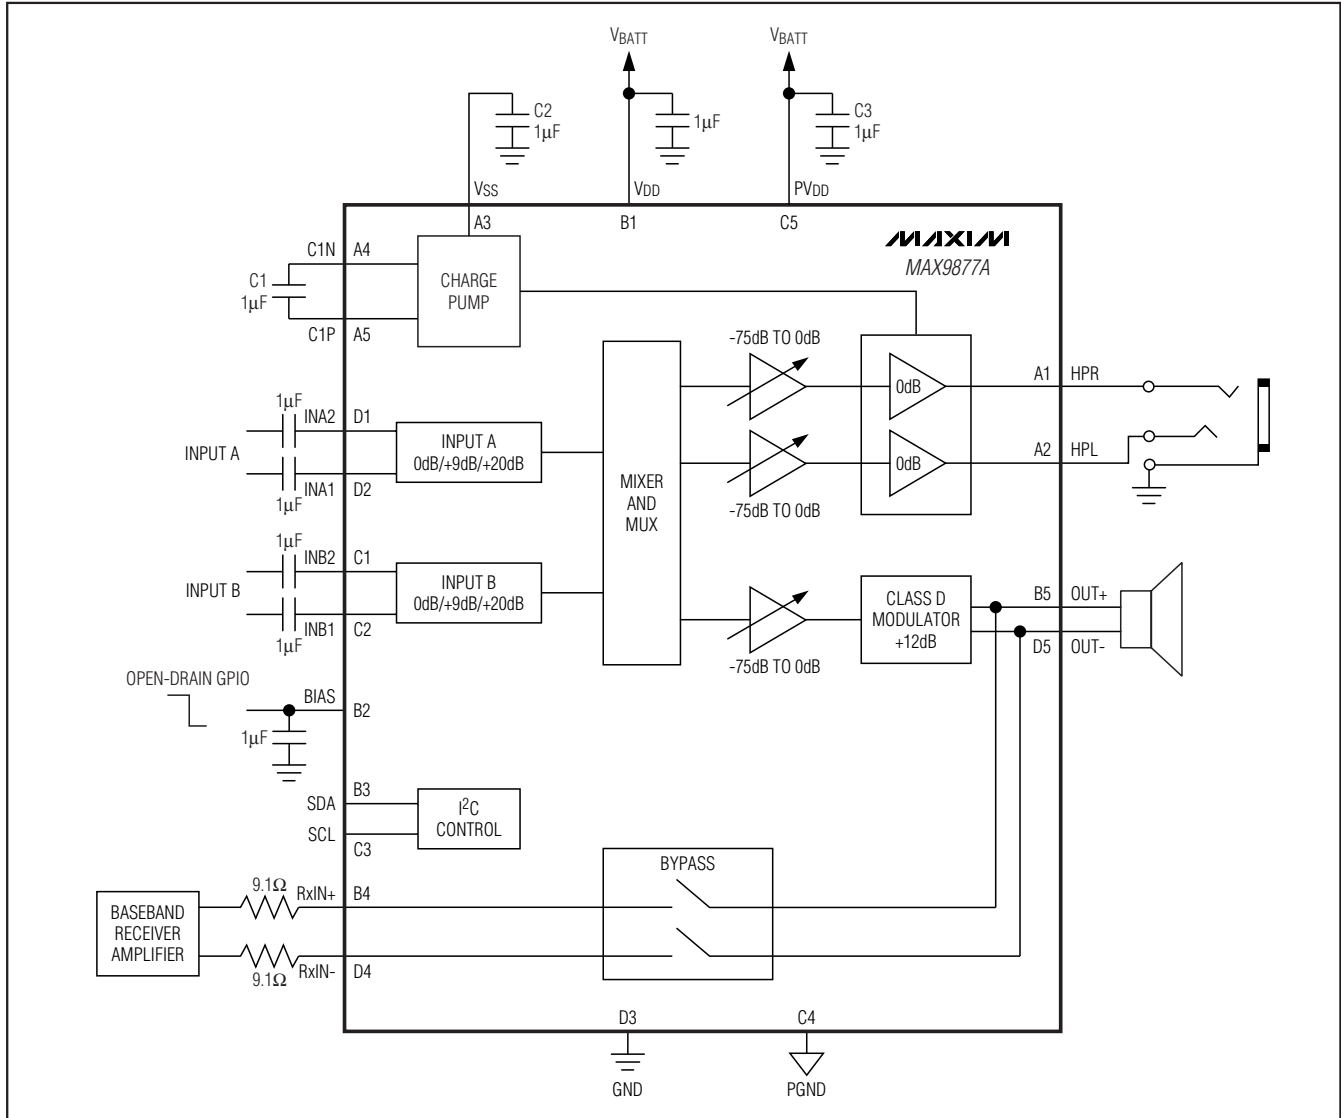 VBATT
VBATT
C2
1µF
1µF
C3
1µF
VSS
VDD
PVDD
A3
B1
C5
MAXIM
MAX9877A
C1N
A4
C1
1µF
CHARGE
PUMP
C1P
A5
-75dB TO 0dB
0dB
A1
HPR
1µF
INA2
D1
INPUT A
INPUT A
0dB/+9dB/+20dB
INA1
D2
1µF
MIXER
AND
MUX
0dB
A2
HPL
-75dB TO 0dB
1µF
INB2
C1
INPUT B
INPUT B
0dB/+9dB/+20dB
INB1
C2
1µF
CLASS D
MODULATOR
+12dB
B5
OUT+
D5
OUT-
-75dB TO 0dB
OPEN-DRAIN GPIO
BIAS
B2
1µF
SDA
B3
SCL
C3
I2C
CONTROL
BYPASS
BASEBAND
RECEIVER
AMPLIFIER
9.1Ω
RxIN+
B4
9.1Ω
RxIN-
D4
D3
C4
GND
PGND